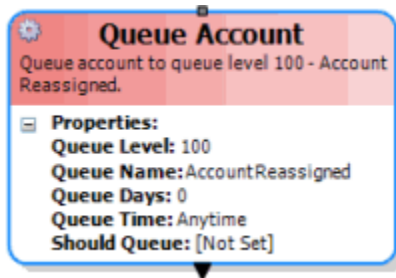 Queue Account
Queue account to queue level 100 - Account
Reassigned.
Properties:
Queue Level: 100
Queue Name: AccountReassigned
Queue Days: 0
Queue Time: Anytime
Should Queue: [Not Set]